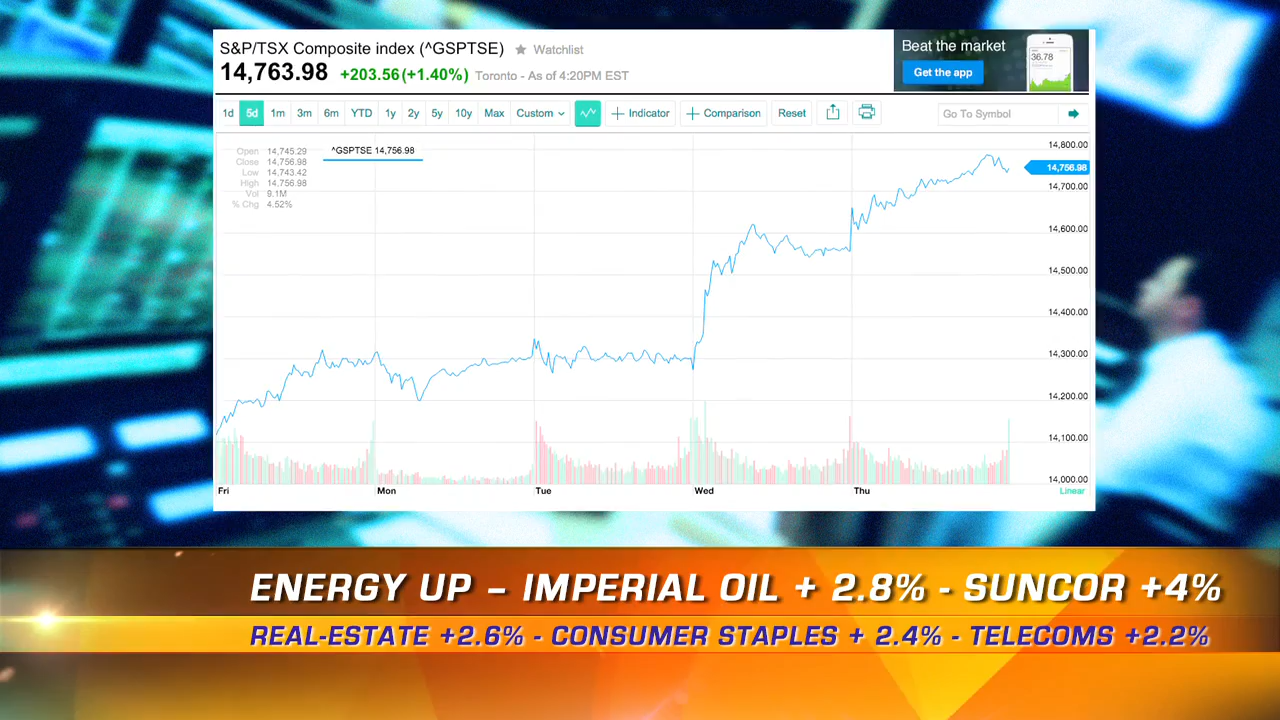 S&P/TSX Composite index (^GSPTSE) ★ Watchlist
14,763.98 +203.56(+1.40%) Toronto - As of 4:20PM EST
Beat the market
Get the app
36.78
1d 5d 1m 3m 6m YTD 1y 2y 5y 10y Max Custom Indicator Comparison Reset Go To Symbol
Open 14,745.29
Close 14,756.98
Low 14,743.42
High 14,756.98
Vol 9.1M
% Chg 4.52%
^GSPTSE 14,756.98
14,800.00
14,756.98
14,700.00
14,600.00
14,500.00
14,400.00
14,300.00
14,200.00
14,100.00
14,000.00
Fri Mon Tue Wed Thu Linear
ENERGY UP – IMPERIAL OIL + 2.8% - SUNCOR +4%
REAL-ESTATE +2.6% - CONSUMER STAPLES + 2.4% - TELECOMS +2.2%